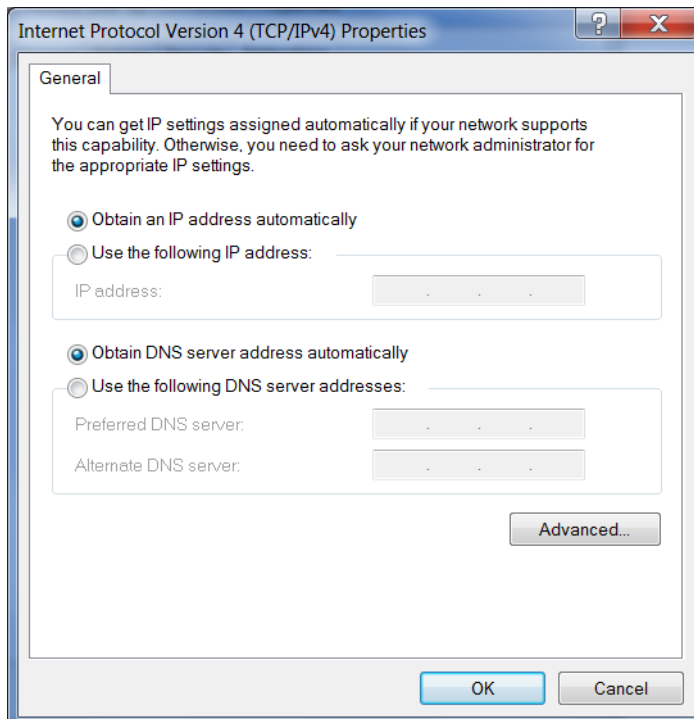 Internet Protocol Version 4 (TCP/IPv4) Properties
?
X
General
You can get IP settings assigned automatically if your network supports
this capability. Otherwise, you need to ask your network administrator for
the appropriate IP settings.
Obtain an IP address automatically
Use the following IP address:
IP address: . . .
Obtain DNS server address automatically
Use the following DNS server addresses:
Preferred DNS server: . . .
Alternate DNS server: . . .
Advanced...
OK Cancel